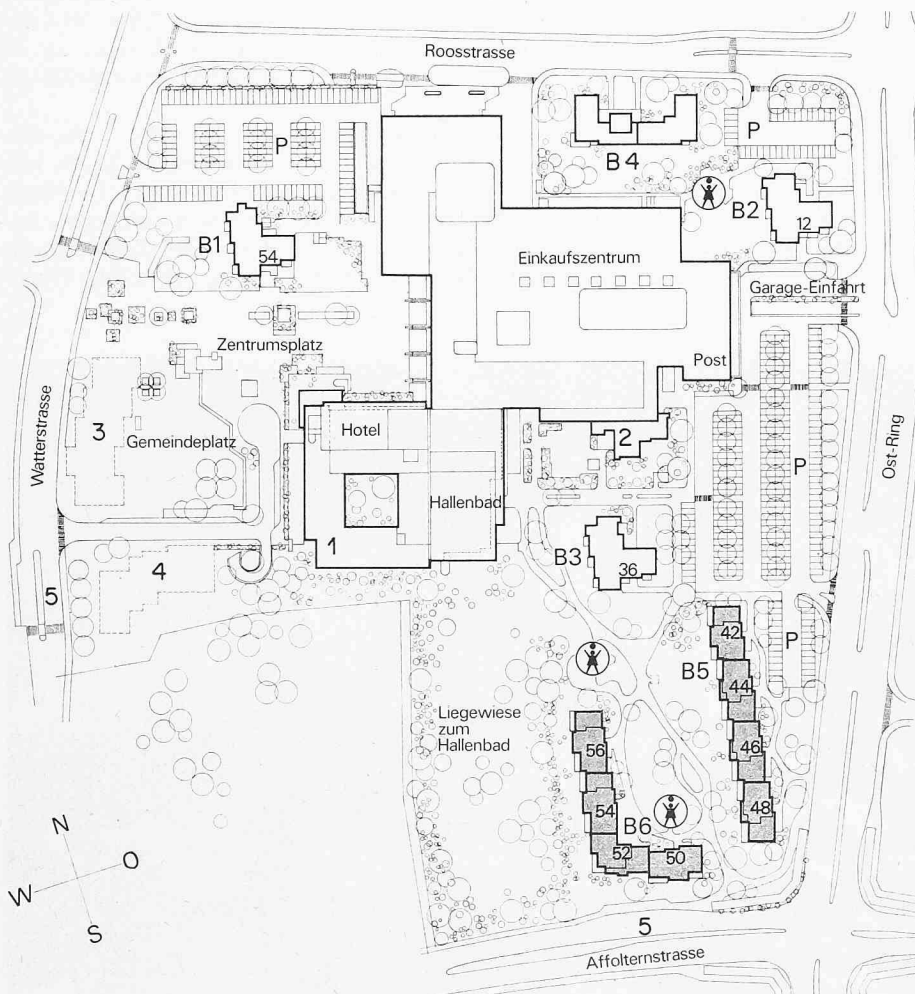 Roosstrasse
P
B4
P
B2
12
B1
54
Einkaufszentrum
Garage-Einfahrt
Zentrumsplatz
Post
Watterstrasse
3
Gemeindeplatz
Hotel
2
Ost-Ring
P
Hallenbad
1
B3
36
4
5
42
P
B5
44
Liegewiese
zum
Hallenbad
56
46
54
48
B6
52
50
N
O
W
S
5
Affolternstrasse